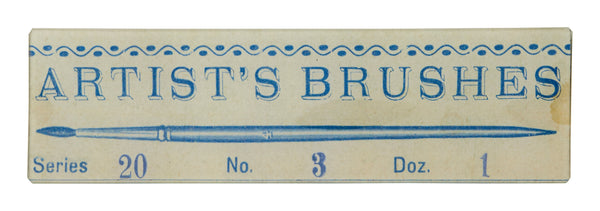 ARTIST'S BRUSHES
Series 20 No. 3 Doz. 1